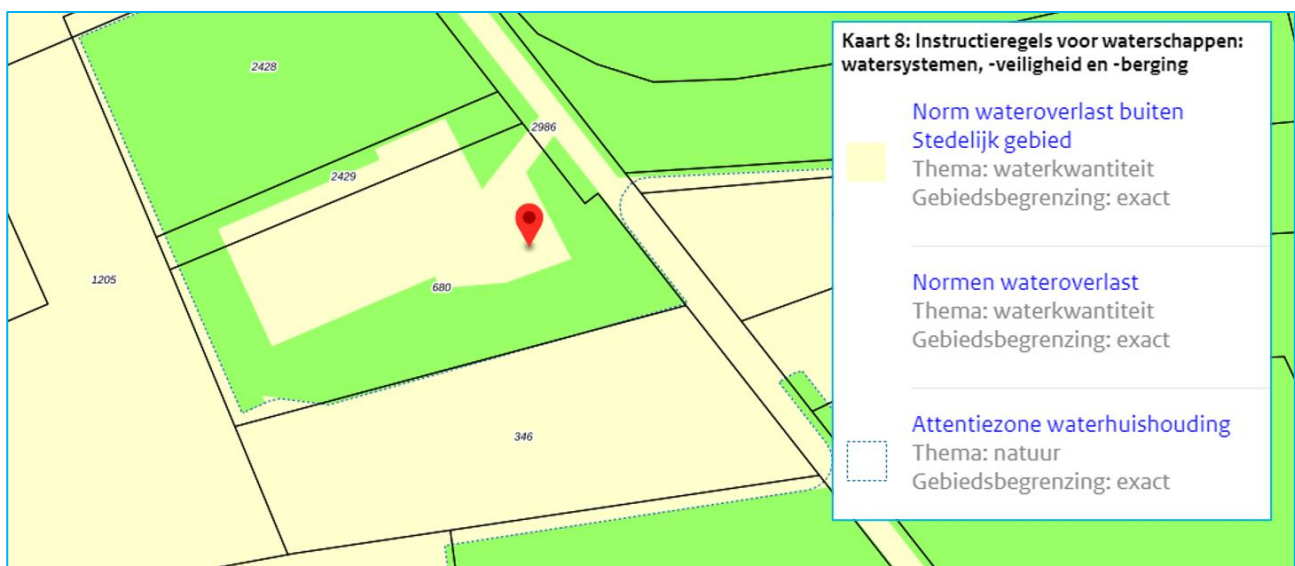 2428
2986
2429
1205
680
346
Kaart 8: Instructieregels voor waterschappen:
watersystemen, -veiligheid en -berging
Norm wateroverlast buiten
Stedelijk gebied
Thema: waterkwantiteit
Gebiedsbegrenzing: exact
Normen wateroverlast
Thema: waterkwantiteit
Gebiedsbegrenzing: exact
Attentiezone waterhuishouding
Thema: natuur
Gebiedsbegrenzing: exact